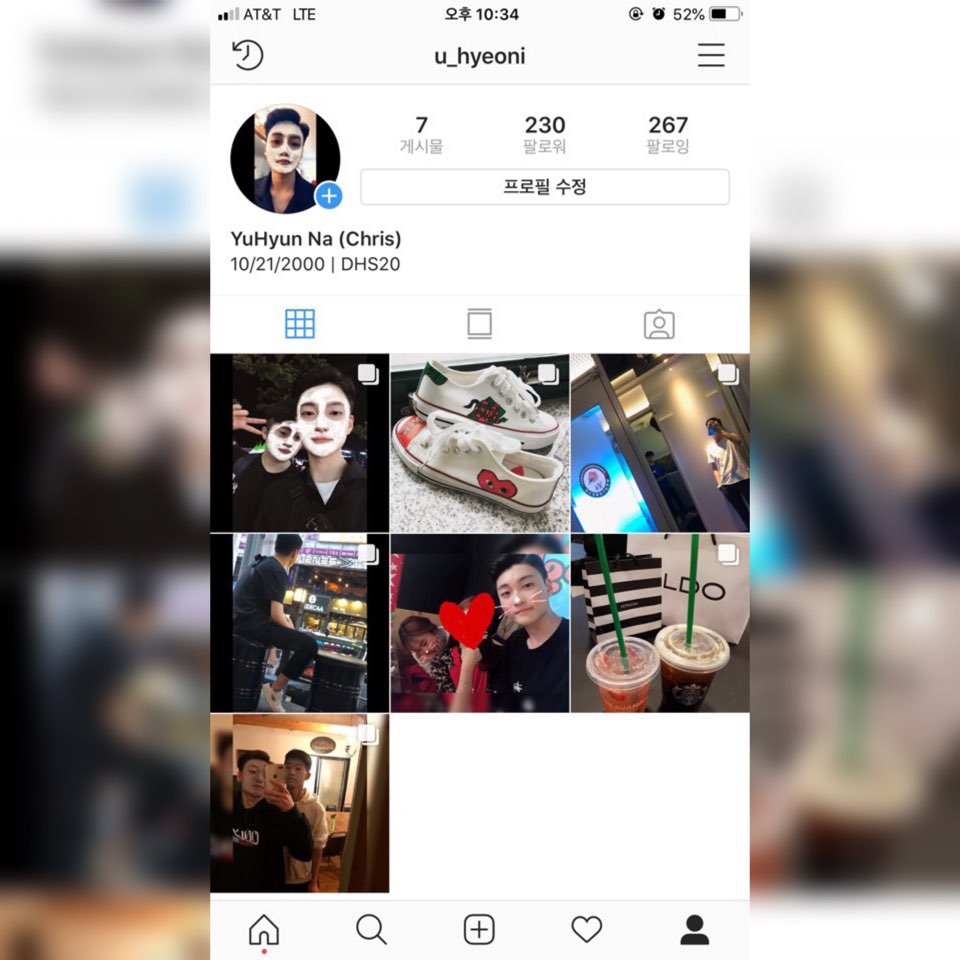 AT&T LTE 오후 10:34 52%
u_hyeoni
7 230 267
게시물 팔로워 팔로잉
프로필 수정
YuHyun Na (Chris)
10/21/2000 | DHS20
SEPHORA
LDO